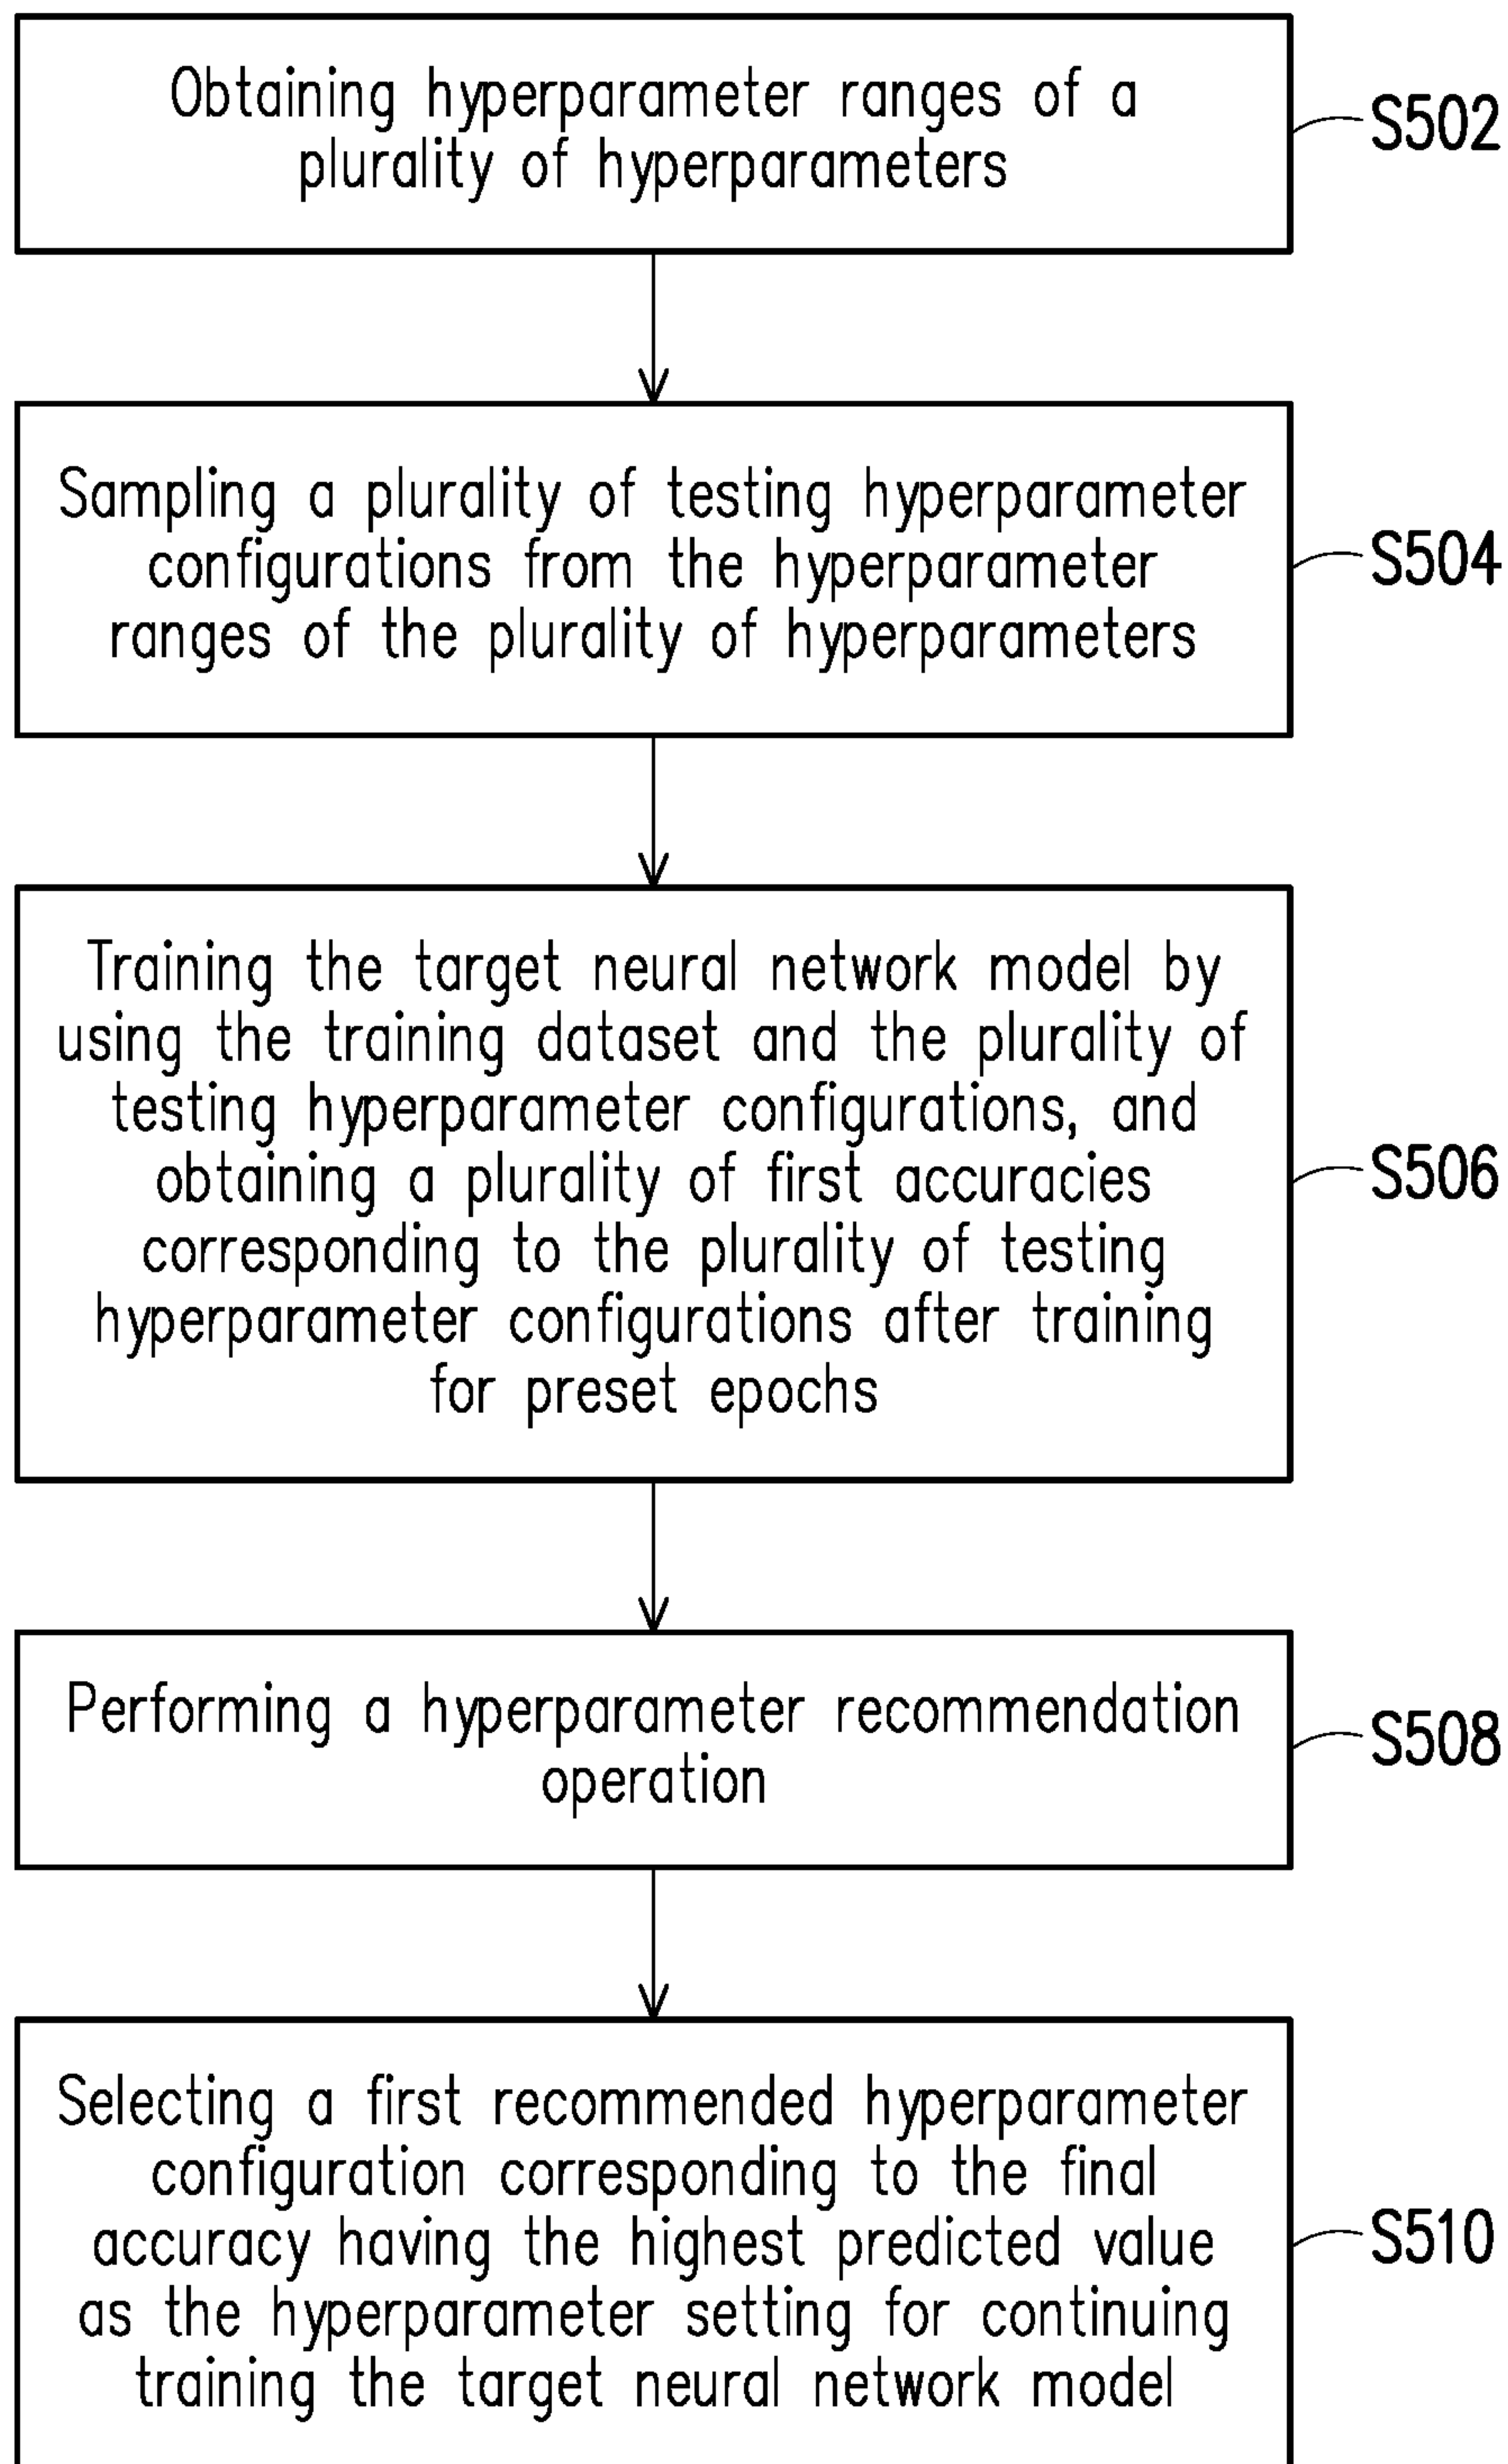 Obtaining hyperparameter ranges of a
plurality of hyperparameters
S502
Sampling a plurality of testing hyperparameter
configurations from the hyperparameter
ranges of the plurality of hyperparameters
S504
Training the target neural network model by
using the training dataset and the plurality of
testing hyperparameter configurations, and
obtaining a plurality of first accuracies
corresponding to the plurality of testing
hyperparameter configurations after training
for preset epochs
S506
Performing a hyperparameter recommendation
operation
S508
Selecting a first recommended hyperparameter
configuration corresponding to the final
accuracy having the highest predicted value
as the hyperparameter setting for continuing
training the target neural network model
S510